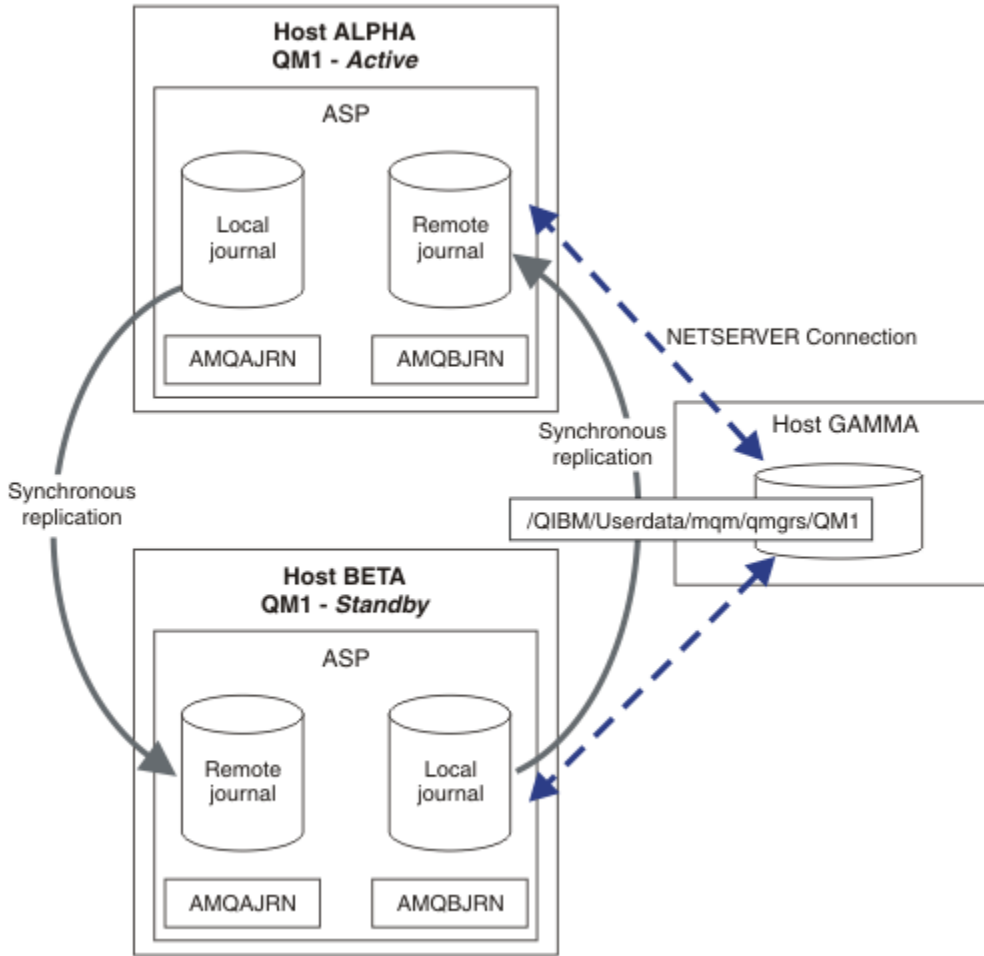 Host ALPHA
QM1 - Active
ASP
Local
journal
Remote
journal
AMQAJRN
AMQBJRN
NETSERVER Connection
Host GAMMA
Synchronous
replication
Synchronous
replication
/QIBM/Userdata/mqm/qmgrs/QM1
Host BETA
QM1 - Standby
ASP
Remote
journal
Local
journal
AMQAJRN
AMQBJRN